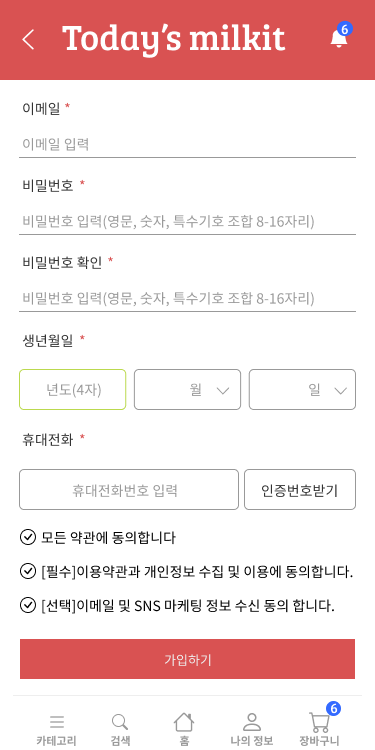 Today's milkit
6
이메일 *
이메일 입력
비밀번호 *
비밀번호 입력(영문, 숫자, 특수기호 조합 8-16자리)
비밀번호 확인 *
비밀번호 입력(영문, 숫자, 특수기호 조합 8-16자리)
생년월일 *
년도(4자) 월 일
휴대전화 *
휴대전화번호 입력 인증번호받기
모든 약관에 동의합니다
[필수]이용약관과 개인정보 수집 및 이용에 동의합니다.
[선택]이메일 및 SNS 마케팅 정보 수신 동의 합니다.
가입하기
6
카테고리 검색 홈 나의 정보 장바구니